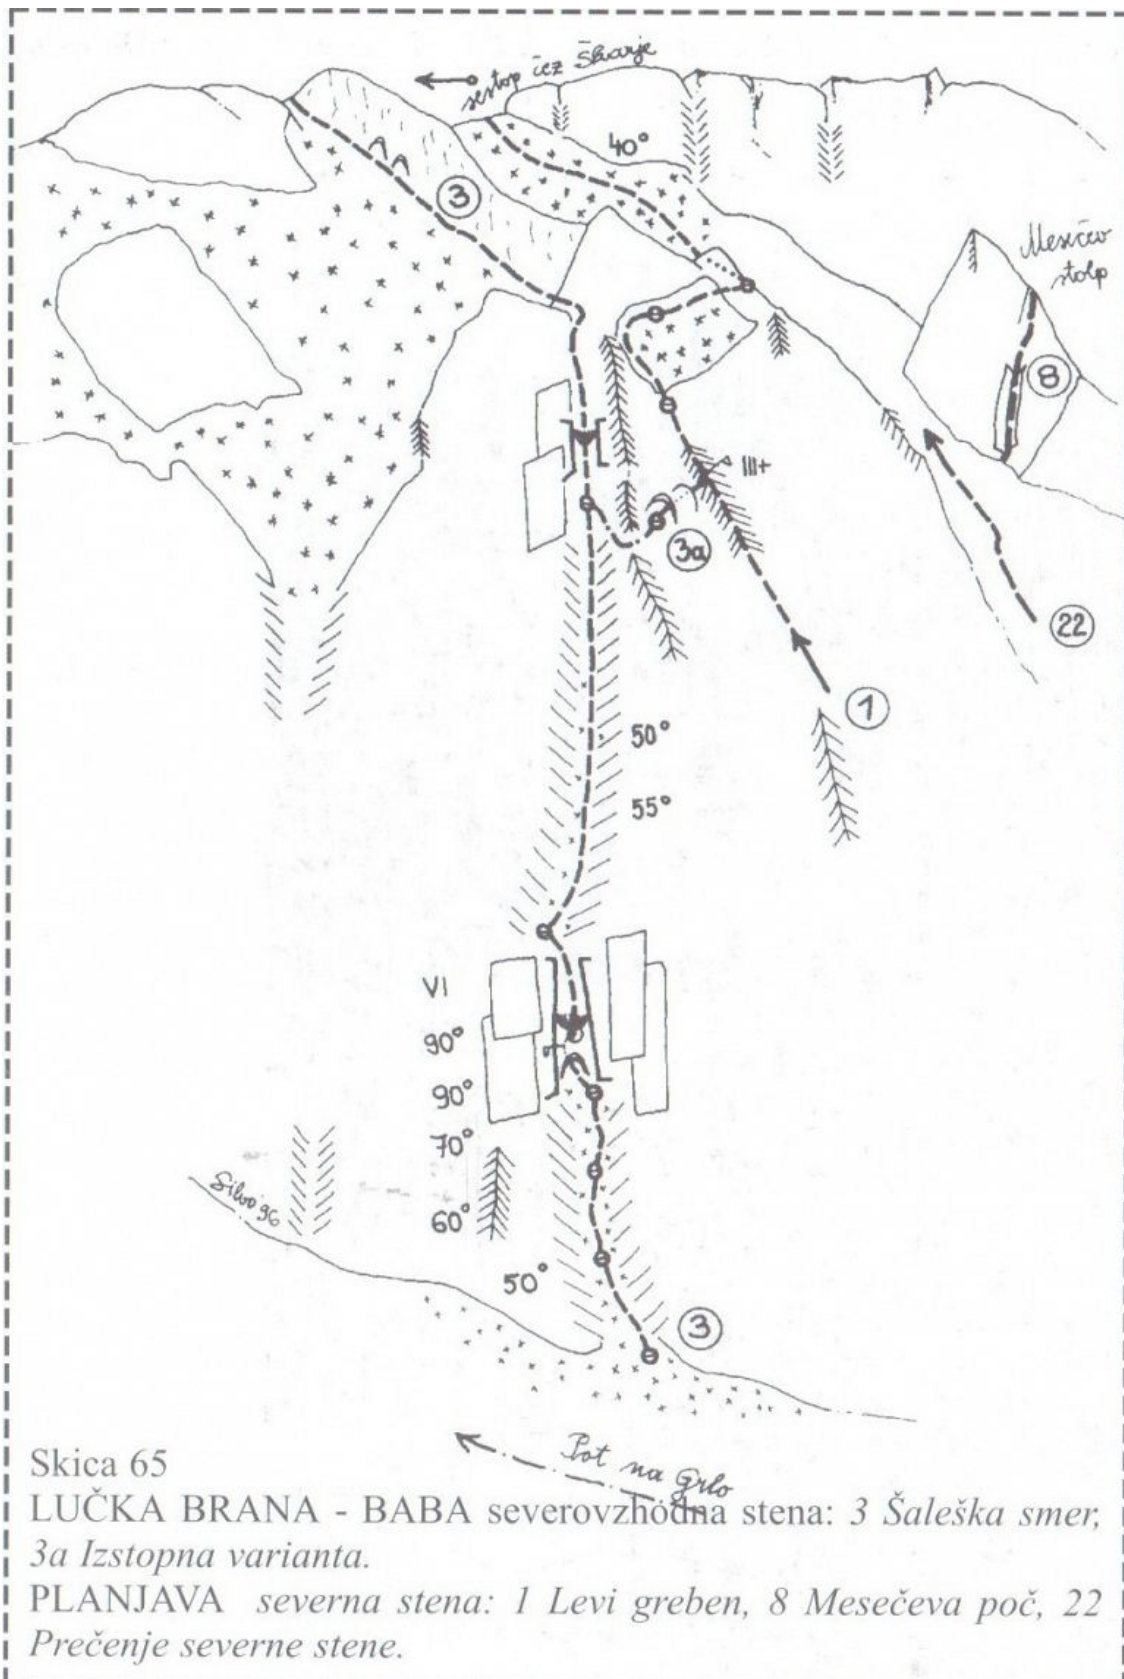 sestop čez Škarje
40°
3
Mesečev
stolp
8
III+
3a
22
1
50°
55°
VI
90°
90°
70°
60°
50°
Silvo 96
3
Pot na Grlo
Skica 65
LUČKA BRANA - BABA severovzhodna stena: 3 Šaleška smer,
3a Izstopna varianta.
PLANJAVA severna stena: 1 Levi greben, 8 Mesečeva poč, 22
Prečenje severne stene.